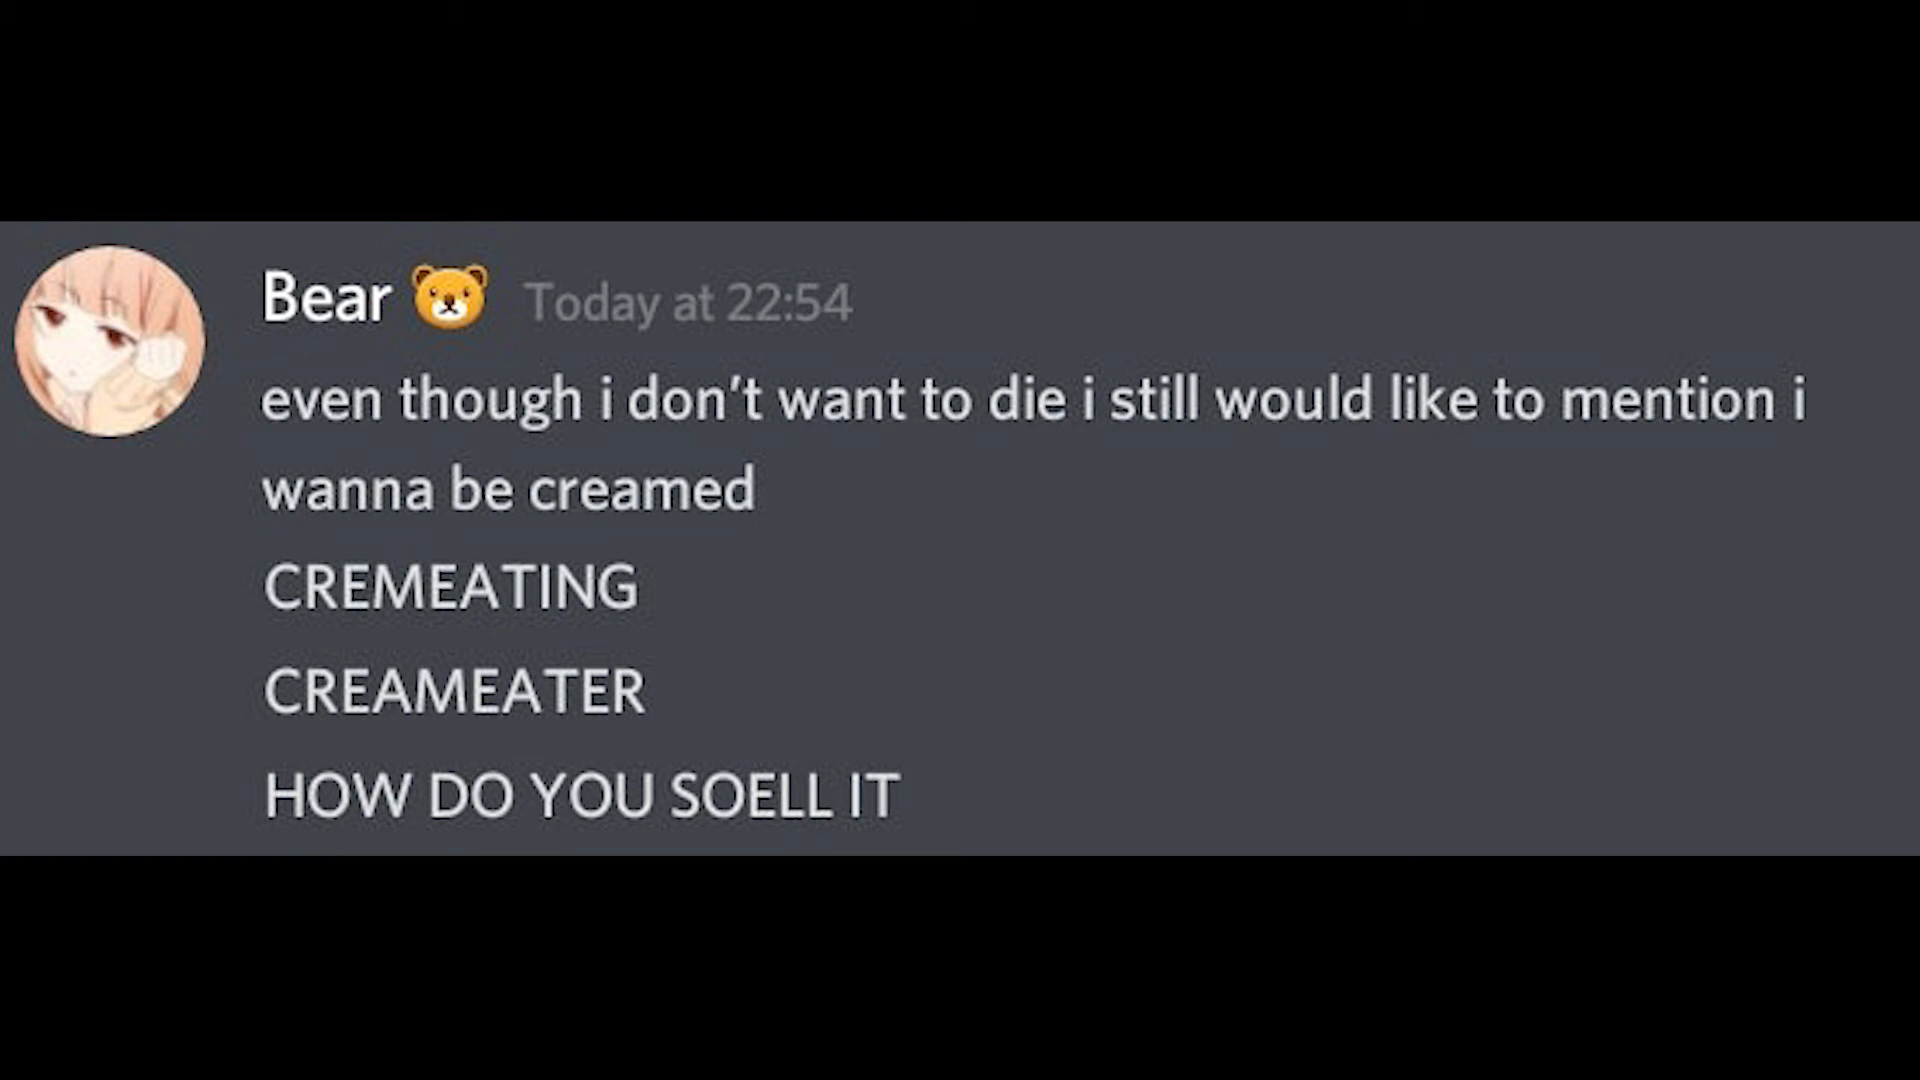 Bear 🐻 Today at 22:54
even though i don't want to die i still would like to mention i
wanna be creamed
CREMEATING
CREAMEATER
HOW DO YOU SOELL IT